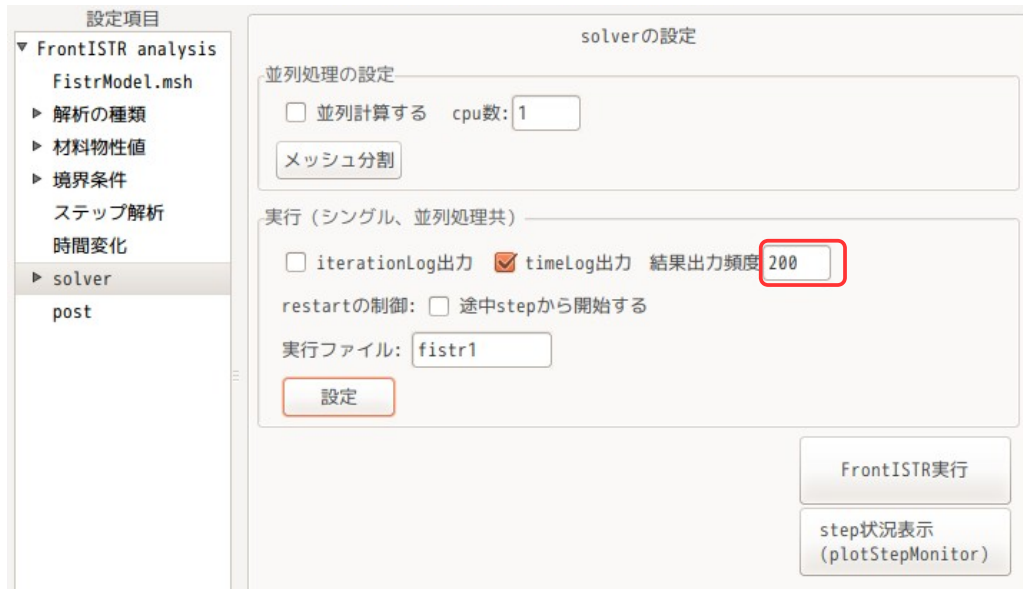 設定項目
FrontISTR analysis
FistrModel.msh
解析の種類
材料物性値
境界条件
ステップ解析
時間変化
solver
post
solverの設定
並列処理の設定
並列計算する cpu数: 1
メッシュ分割
実行（シングル、並列処理共）
iterationLog出力 timeLog出力 結果出力頻度 200
restartの制御: 途中stepから開始する
実行ファイル: fistr1
設定
FrontISTR実行
step状況表示
(plotStepMonitor)